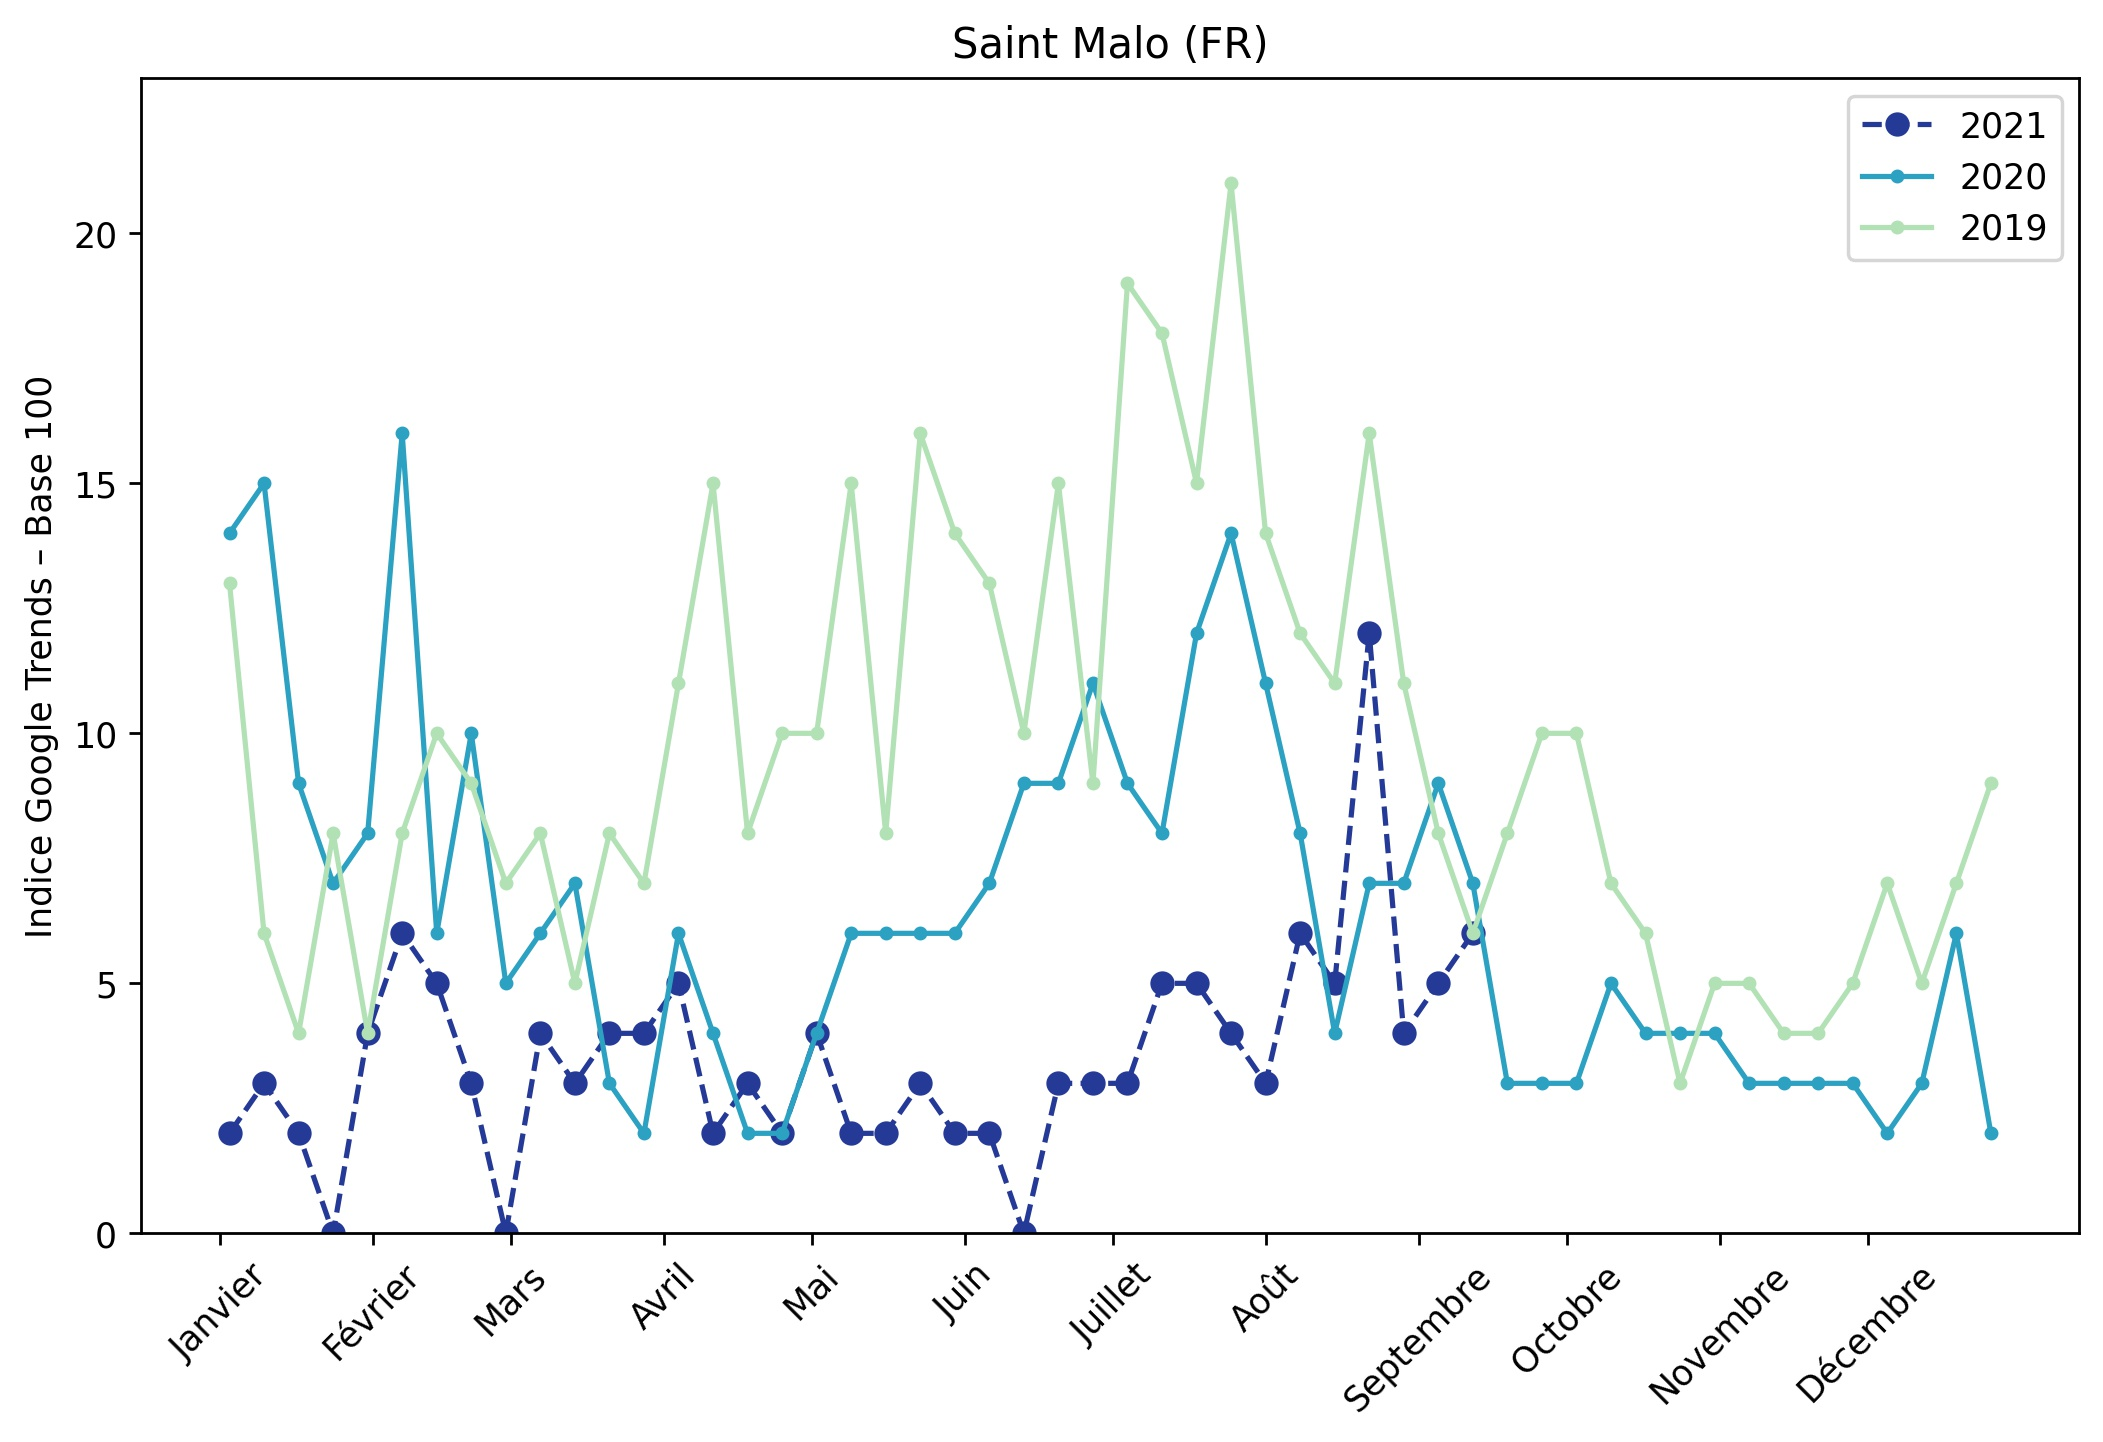 Saint Malo (FR)
2021
2020
2019
Indice Google Trends – Base 100
20
15
10
5
0
Janvier
Février
Mars
Avril
Mai
Juin
Juillet
Août
Septembre
Octobre
Novembre
Décembre